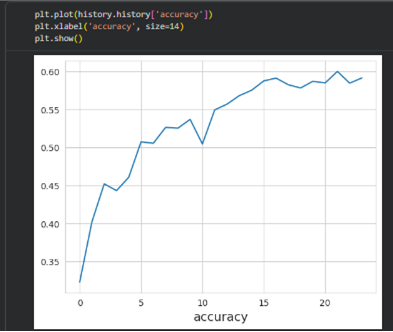 plt.plot(history.history['accuracy'])
plt.xlabel('accuracy', size=14)
plt.show()
0.60
0.55
0.50
0.45
0.40
0.35
0 5 10 15 20
accuracy